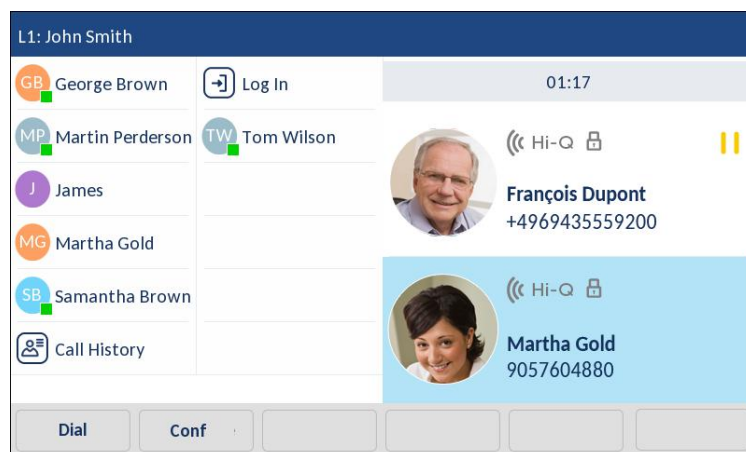 L1: John Smith
GB George Brown
Log In
MP Martin Perderson
TW Tom Wilson
J James
MG Martha Gold
SB Samantha Brown
Call History
01:17
Hi-Q
François Dupont
+4969435559200
Hi-Q
Martha Gold
9057604880
Dial
Conf